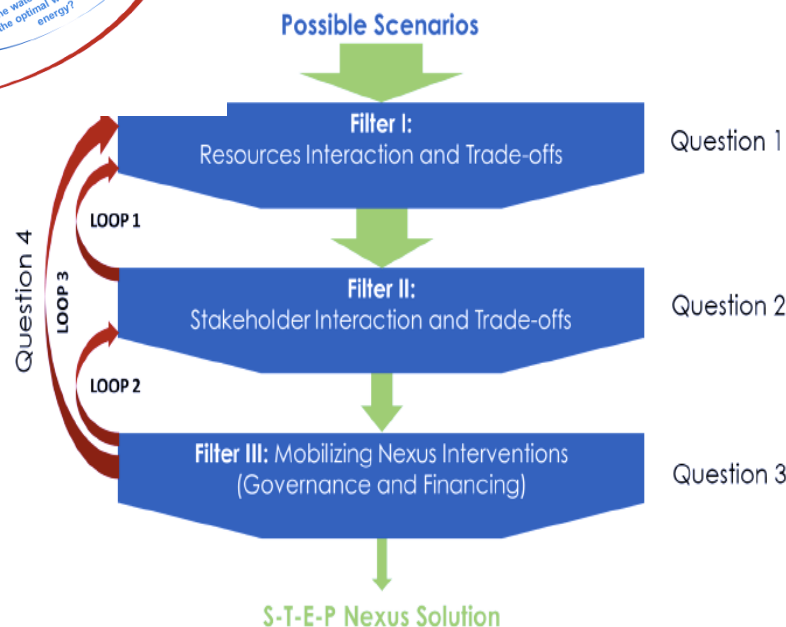 the optimal
energy?
Possible Scenarios
Filter I:
Resources Interaction and Trade-offs
Question 1
LOOP 1
Filter II:
Stakeholder Interaction and Trade-offs
Question 2
Question 4
LOOP 3
LOOP 2
Filter III: Mobilizing Nexus Interventions
(Governance and Financing)
Question 3
S-T-E-P Nexus Solution